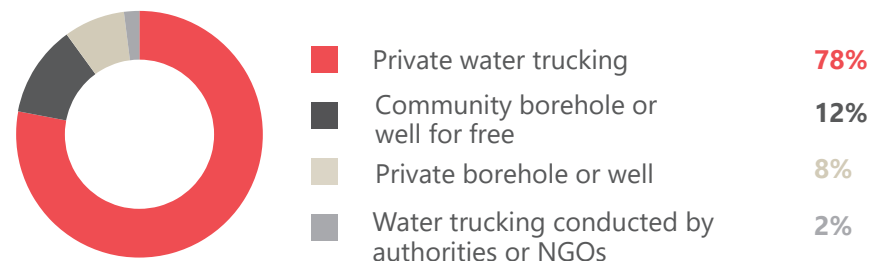 Private water trucking 78%
Community borehole or 12%
well for free
Private borehole or well 8%
Water trucking conducted by 2%
authorities or NGOs